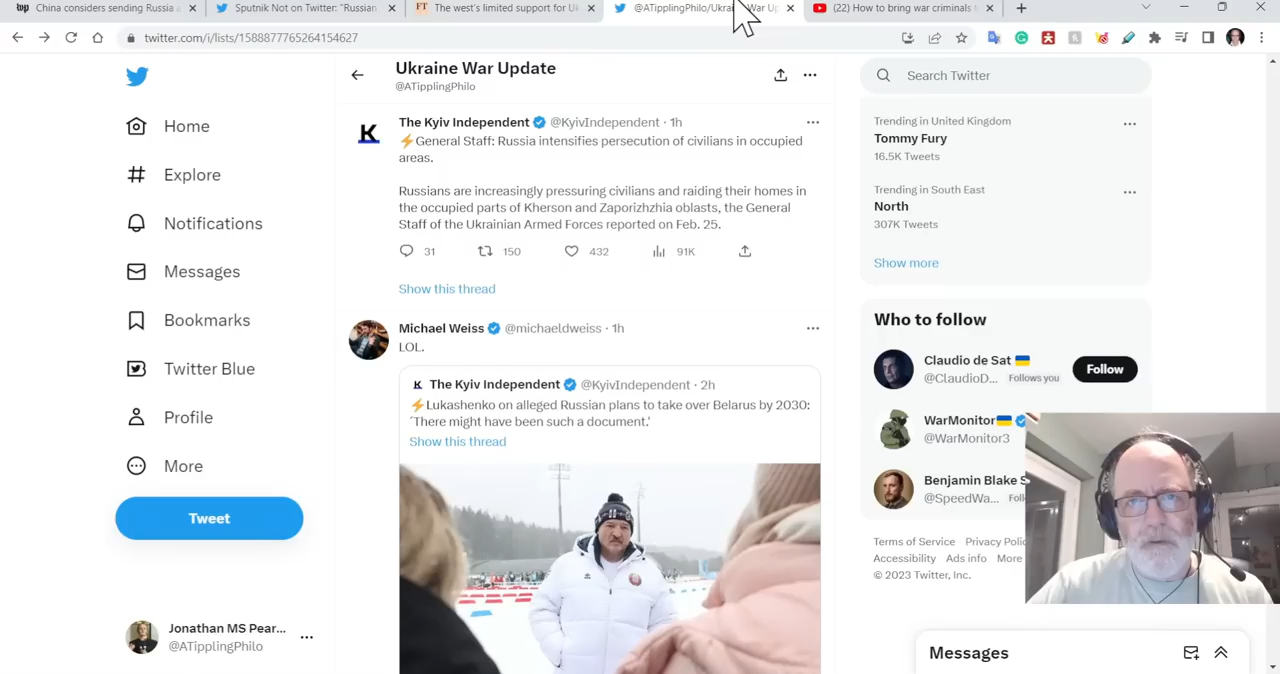 China considers sending Russia a
Sputnik Not on Twitter: "Russian
FT The west's limited support for Uk
@ATipplingPhilo/Ukrai War Up
(22) How to bring war criminals t
twitter.com/i/lists/1588877765264154627
Ukraine War Update
@ATipplingPhilo
Search Twitter
Home
Explore
Notifications
Messages
Bookmarks
Twitter Blue
Profile
More
Tweet
Jonathan MS Pear...
@ATipplingPhilo
K
The Kyiv Independent @KyivIndependent · 1h
⚡General Staff: Russia intensifies persecution of civilians in occupied
areas.
Russians are increasingly pressuring civilians and raiding their homes in
the occupied parts of Kherson and Zaporizhzhia oblasts, the General
Staff of the Ukrainian Armed Forces reported on Feb. 25.
31 150 432 91K
Show this thread
Michael Weiss @michaeldweiss · 1h
LOL.
K The Kyiv Independent @KyivIndependent · 2h
⚡Lukashenko on alleged Russian plans to take over Belarus by 2030:
'There might have been such a document.'
Show this thread
Trending in United Kingdom
Tommy Fury
16.5K Tweets
Trending in South East
North
307K Tweets
Show more
Who to follow
Claudio de Sat
@ClaudioD... Follows you
Follow
WarMonitor
@WarMonitor3
Benjamin Blake S
@SpeedWa... Foll
Terms of Service Privacy Polic
Accessibility Ads info More
© 2023 Twitter, Inc.
Messages